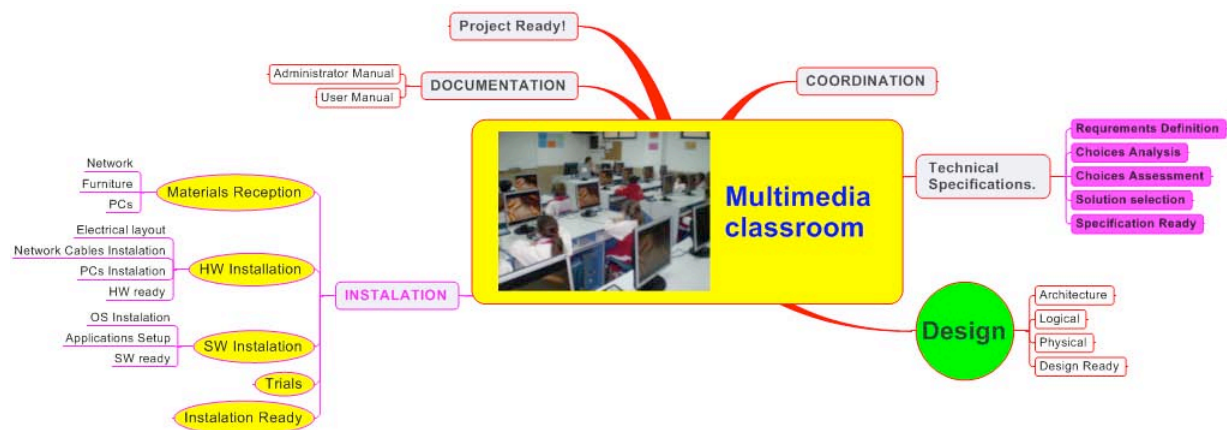 Project Ready!
Administrator Manual
User Manual
DOCUMENTATION
COORDINATION
Multimedia
classroom
Technical
Specifications.
Requrements Definition
Choices Analysis
Choices Assessment
Solution selection
Specification Ready
Design
Architecture
Logical
Physical
Design Ready
INSTALATION
Materials Reception
Network
Furniture
PCs
HW Installation
Electrical layout
Network Cables Instalation
PCs Instalation
HW ready
SW Instalation
OS Instalation
Applications Setup
SW ready
Trials
Instalation Ready